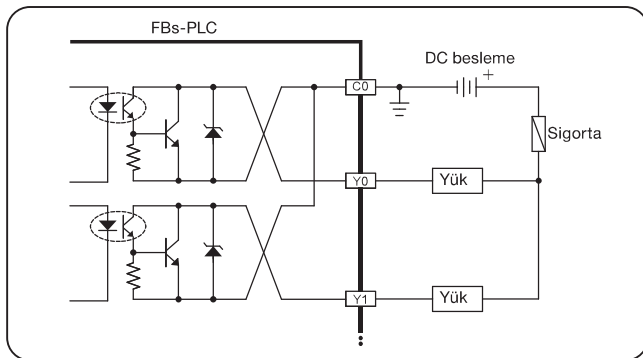 FBs-PLC
DC besleme
C0
+
Sigorta
Y0
Yük
Y1
Yük